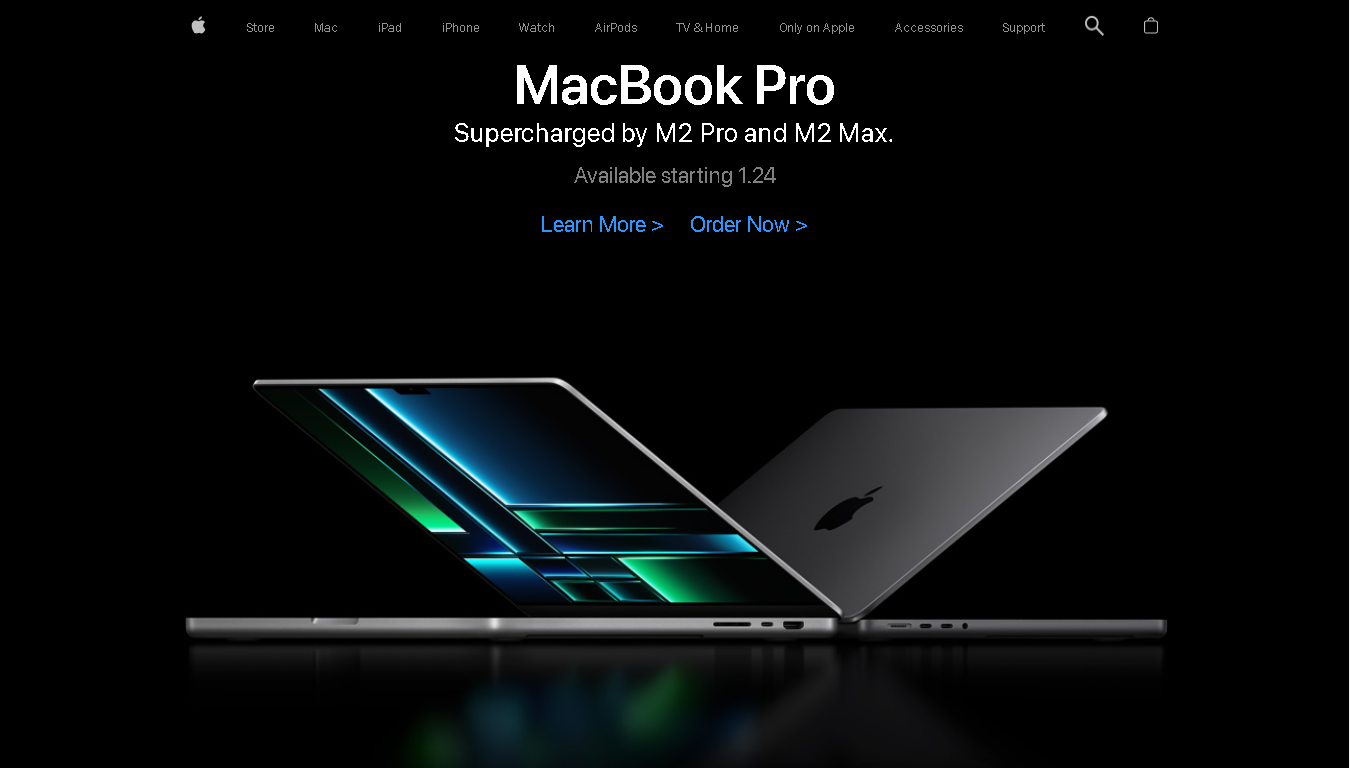 Store Mac iPad iPhone Watch AirPods TV & Home Only on Apple Accessories Support
MacBook Pro
Supercharged by M2 Pro and M2 Max.
Available starting 1.24
Learn More > Order Now >